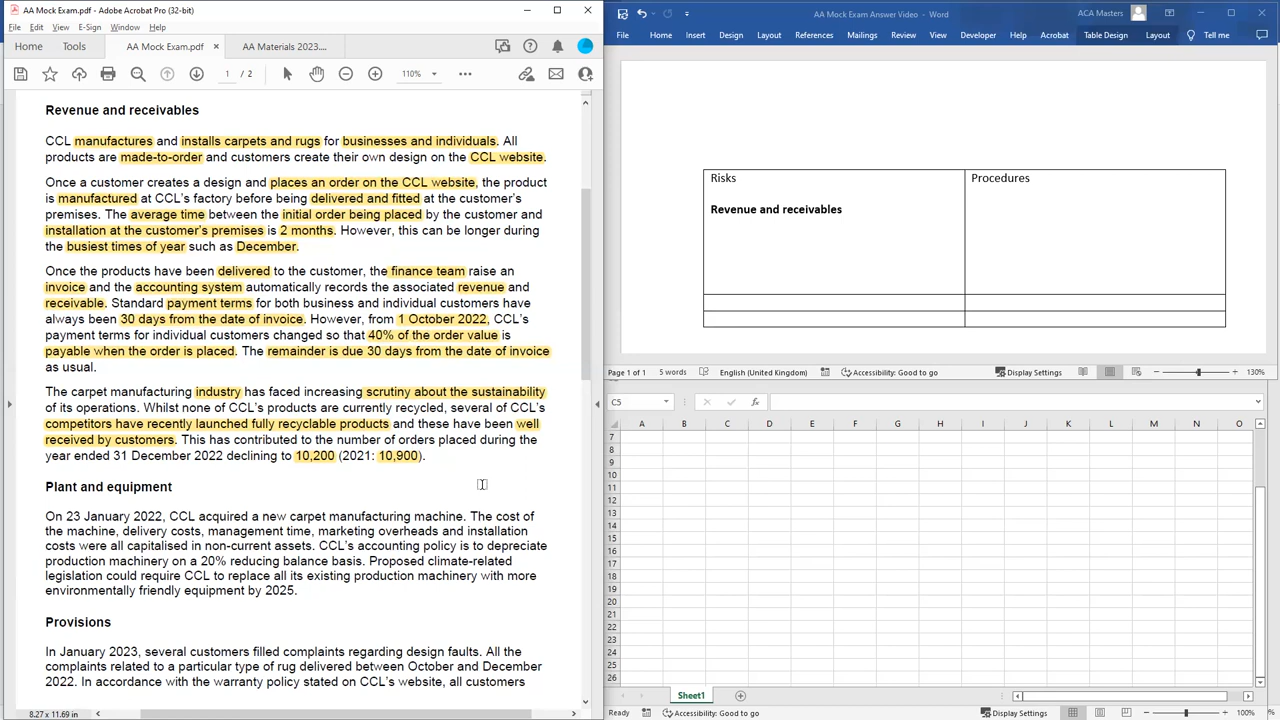 AA Mock Exam.pdf - Adobe Acrobat Pro (32-bit)
File Edit View E-Sign Window Help
Home Tools AA Mock Exam.pdf × AA Materials 2023....
1 / 2 110%
Revenue and receivables
CCL manufactures and installs carpets and rugs for businesses and individuals. All
products are made-to-order and customers create their own design on the CCL website.
Once a customer creates a design and places an order on the CCL website, the product
is manufactured at CCL's factory before being delivered and fitted at the customer's
premises. The average time between the initial order being placed by the customer and
installation at the customer's premises is 2 months. However, this can be longer during
the busiest times of year such as December.
Once the products have been delivered to the customer, the finance team raise an
invoice and the accounting system automatically records the associated revenue and
receivable. Standard payment terms for both business and individual customers have
always been 30 days from the date of invoice. However, from 1 October 2022, CCL's
payment terms for individual customers changed so that 40% of the order value is
payable when the order is placed. The remainder is due 30 days from the date of invoice
as usual.
The carpet manufacturing industry has faced increasing scrutiny about the sustainability
of its operations. Whilst none of CCL's products are currently recycled, several of CCL's
competitors have recently launched fully recyclable products and these have been well
received by customers. This has contributed to the number of orders placed during the
year ended 31 December 2022 declining to 10,200 (2021: 10,900).
Plant and equipment
On 23 January 2022, CCL acquired a new carpet manufacturing machine. The cost of
the machine, delivery costs, management time, marketing overheads and installation
costs were all capitalised in non-current assets. CCL's accounting policy is to depreciate
production machinery on a 20% reducing balance basis. Proposed climate-related
legislation could require CCL to replace all its existing production machinery with more
environmentally friendly equipment by 2025.
Provisions
In January 2023, several customers filled complaints regarding design faults. All the
complaints related to a particular type of rug delivered between October and December
2022. In accordance with the warranty policy stated on CCL's website, all customers
8.27 x 11.69 in
AA Mock Exam Answer Video - Word
ACA Masters
File Home Insert Design Layout References Mailings Review View Developer Help Acrobat Table Design Layout Tell me
Risks Procedures
Revenue and receivables
Page 1 of 1 5 words English (United Kingdom) Accessibility: Good to go Display Settings 130%
C5
A B C D E F G H I J K L M N O
7
8
9
10
11
12
13
14
15
16
17
18
19
20
21
22
23
24
25
26
Sheet1
Ready Accessibility: Good to go Display Settings 100%